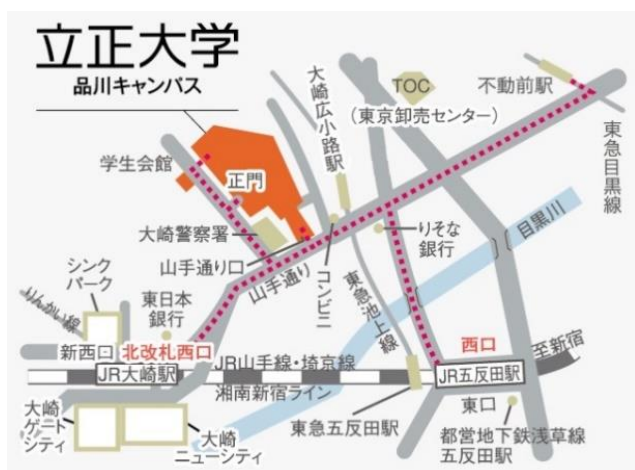 立正大学
品川キャンパス
TOC
(東京卸売センター)
不動前駅
大崎広小路駅
東急目黒線
学生会館
正門
大崎警察署
山手通り口
山手通り
コンビニ
りそな
銀行
目黒川
東急池上線
シンク
パーク
りんかい線
東日本
銀行
新西口
北改札西口
JR大崎駅
JR山手線・埼京線
湘南新宿ライン
西口
JR五反田駅
至新宿
東口
東急五反田駅
都営地下鉄浅草線
五反田駅
大崎
ゲート
シティ
大崎
ニューシティ